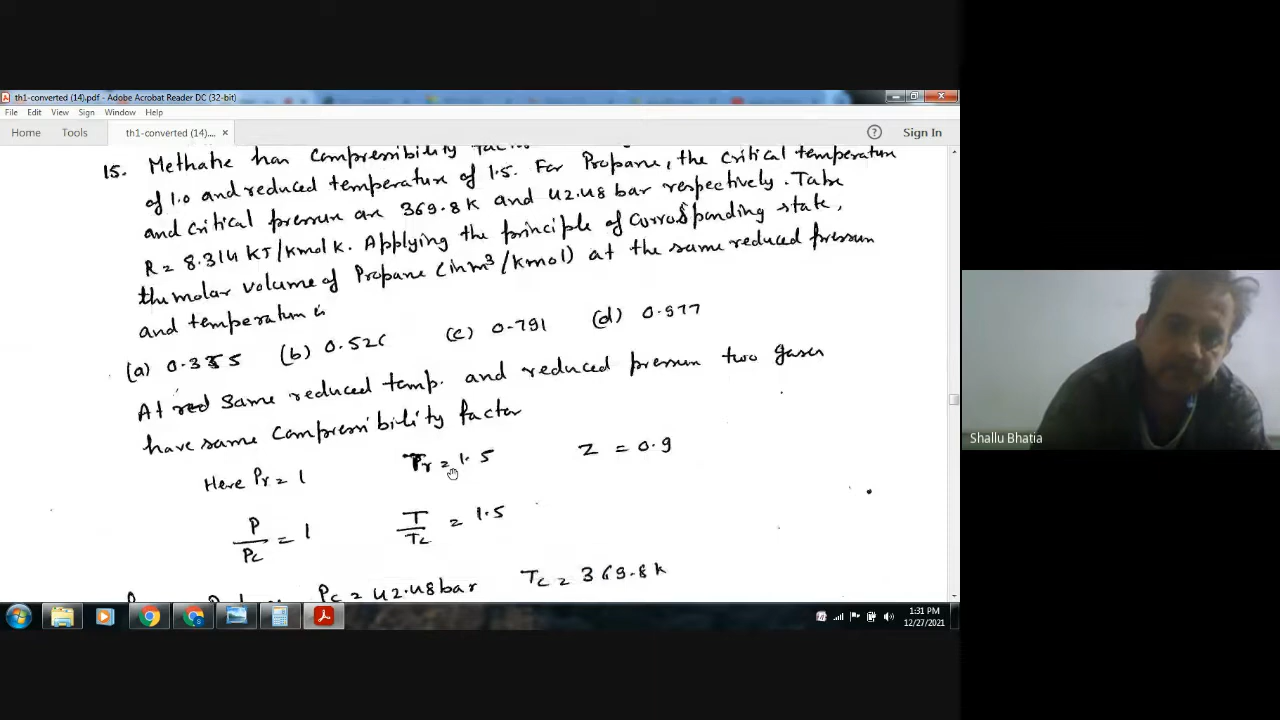 th1-converted (14).pdf - Adobe Acrobat Reader DC (32-bit)
File Edit View Sign Window Help
Home Tools th1-converted (14).... × Sign In
15. Methane has Compressibility
of 1.0 and reduced temperature of 1.5. For Propane, the critical temperature
and critical pressure are 369.8 K and 42.48 bar respectively. Take
R = 8.314 KJ/Kmol K. Applying the principle of Corresponding state,
the molar volume of Propane (in m³/kmol) at the same reduced pressure
and temperature is
(a) 0.355 (b) 0.526 (c) 0.791 (d) 0.977
At red Same reduced temp. and reduced pressure two gases
have same Compressibility factor
Here Pr = 1 Tr = 1.5 Z = 0.9
P/Pc = 1 T/Tc = 1.5
Pc = 42.48 bar Tc = 369.8 K
Shallu Bhatia
1:31 PM
12/27/2021